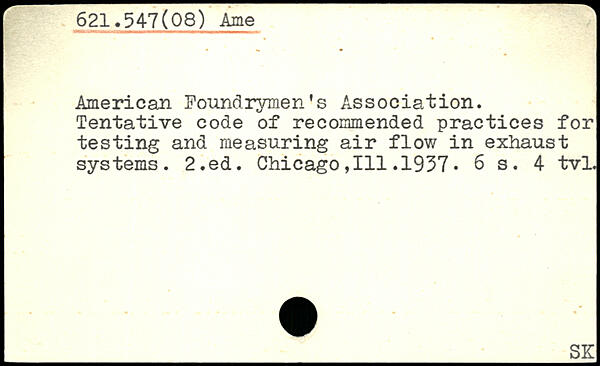 621.547(08) Ame
American Foundrymen's Association.
Tentative code of recommended practices for
testing and measuring air flow in exhaust
systems. 2.ed. Chicago,Ill.1937. 6 s. 4 tvl.
SK